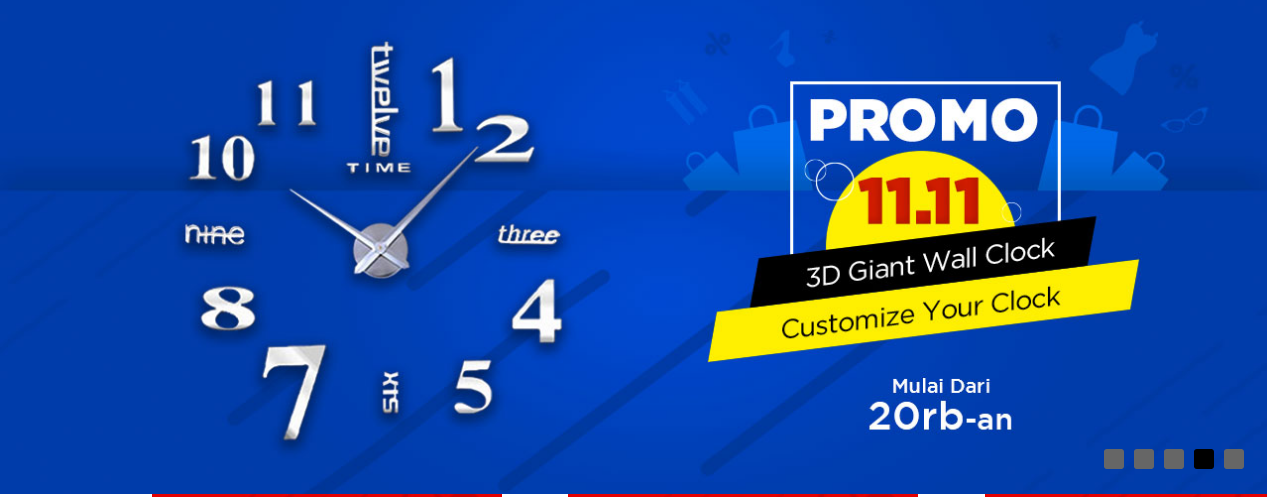 twelve
TIME
1
2
three
4
5
XIS
7
8
nine
10
11
PROMO
11.11
3D Giant Wall Clock
Customize Your Clock
Mulai Dari
20rb-an